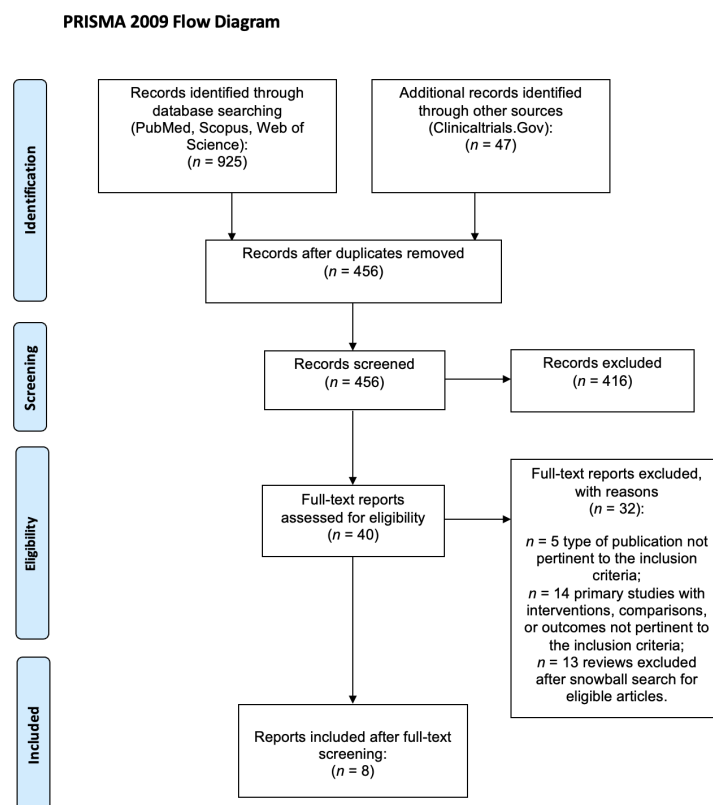 PRISMA 2009 Flow Diagram
Identification
Records identified through
database searching
(PubMed, Scopus, Web of
Science):
(n = 925)
Additional records identified
through other sources
(Clinicaltrials.Gov):
(n = 47)
Records after duplicates removed
(n = 456)
Screening
Records screened
(n = 456)
Records excluded
(n = 416)
Eligibility
Full-text reports
assessed for eligibility
(n = 40)
Full-text reports excluded,
with reasons
(n = 32):
n = 5 type of publication not
pertinent to the inclusion
criteria;
n = 14 primary studies with
interventions, comparisons,
or outcomes not pertinent to
the inclusion criteria;
n = 13 reviews excluded
after snowball search for
eligible articles.
Included
Reports included after full-text
screening:
(n = 8)